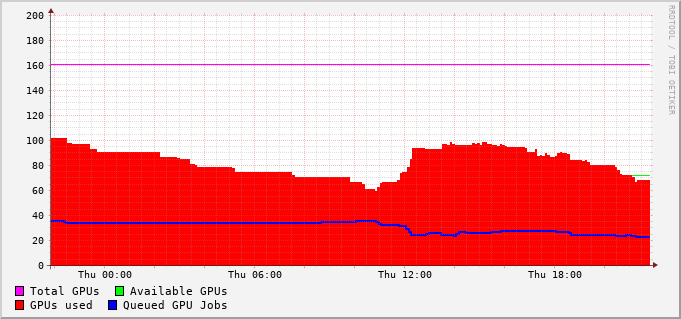 200
180
160
140
120
100
80
60
40
20
0
Thu 00:00 Thu 06:00 Thu 12:00 Thu 18:00
Total GPUs Available GPUs
GPUs used Queued GPU Jobs
RRDTOOL / TOBI OETIKER